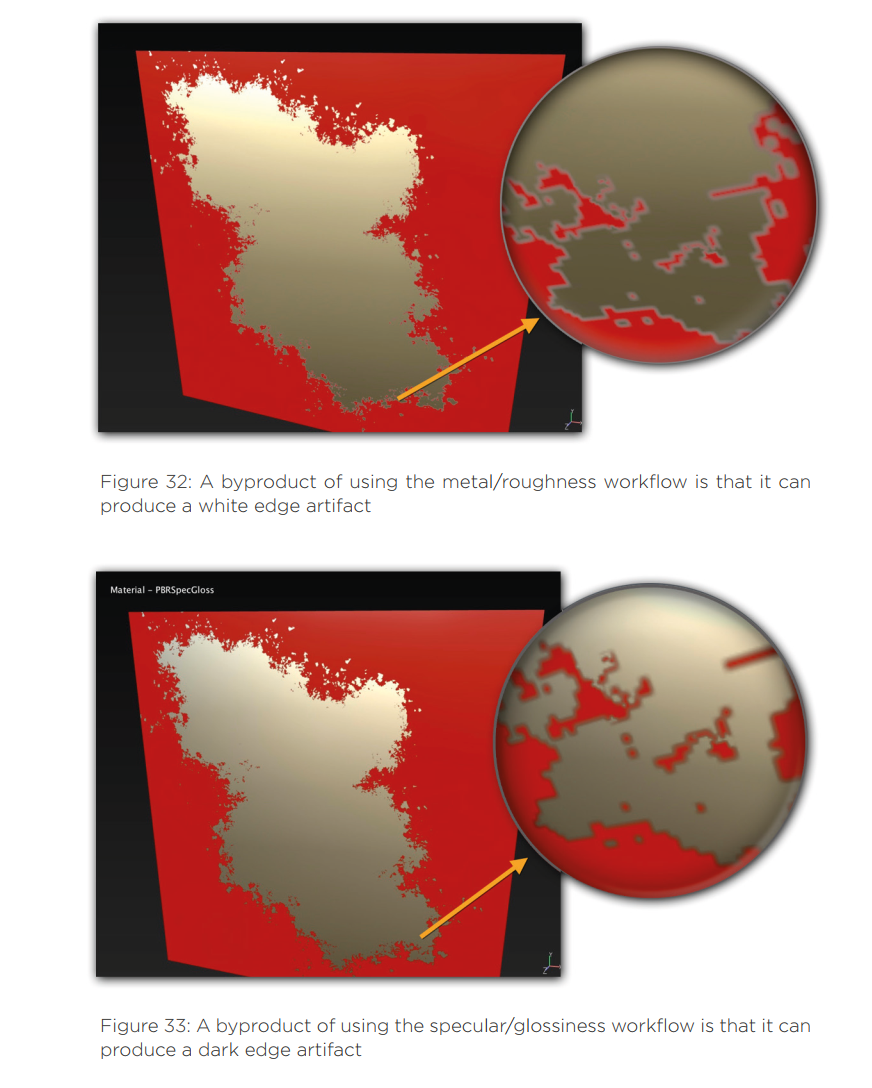 Figure 32: A byproduct of using the metal/roughness workflow is that it can
produce a white edge artifact
Material - PBRSpecGloss
Figure 33: A byproduct of using the specular/glossiness workflow is that it can
produce a dark edge artifact